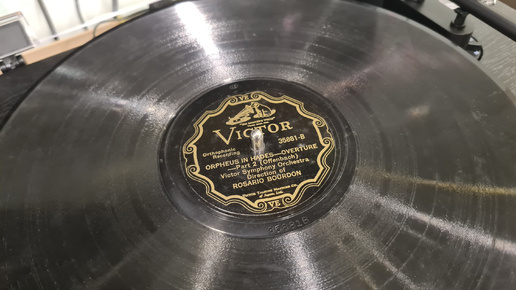 VE
VICTOR
Orthophonic
Recording
35881-B
ORPHEUS IN HADES—OVERTURE
—Part 2 (Offenbach)
Victor Symphony Orchestra
Direction of
ROSARIO BOURDON
VE